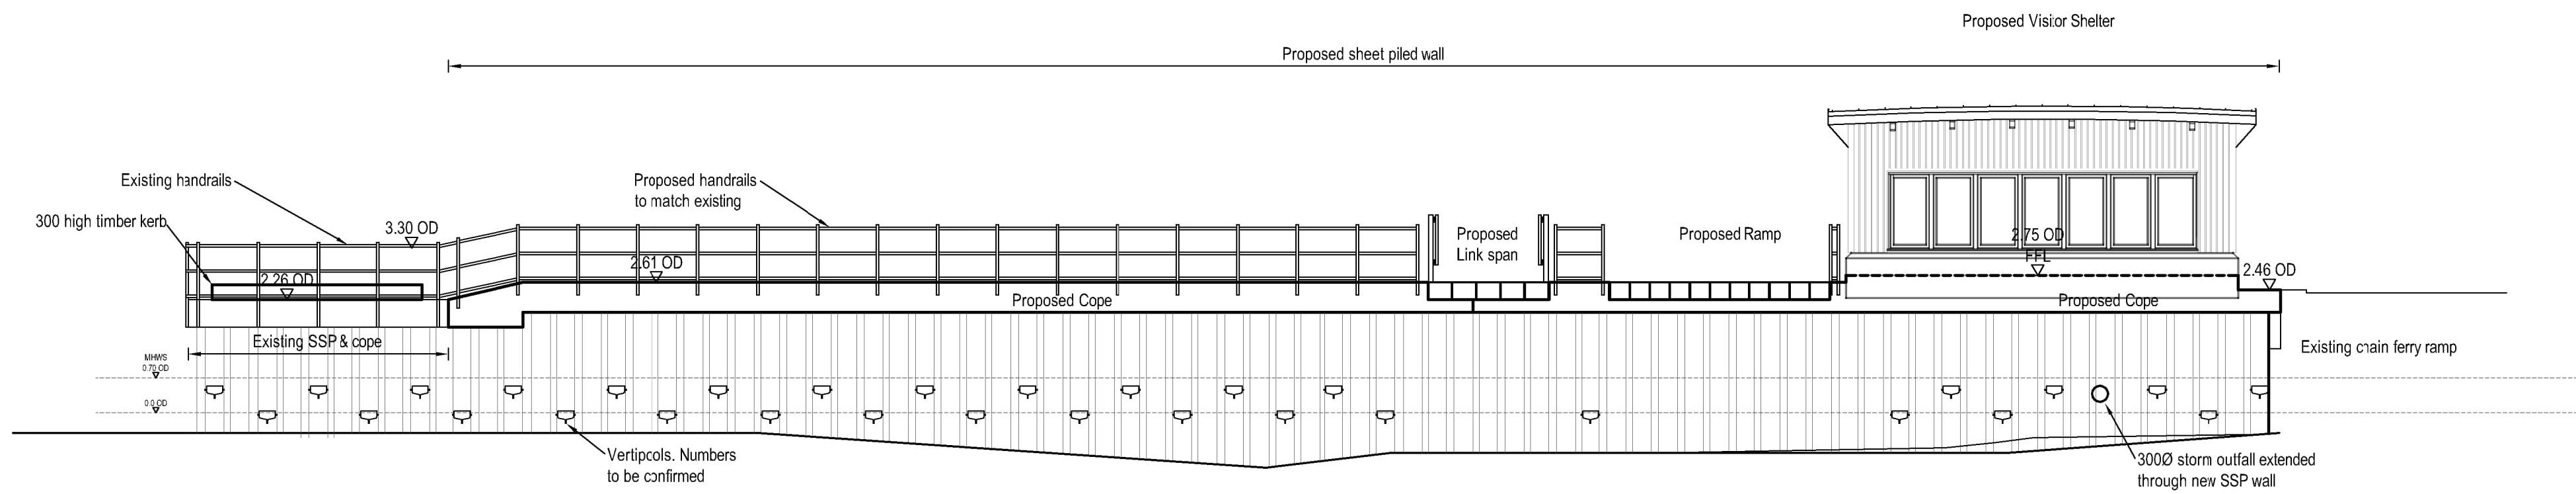 Proposed Visitor Shelter
Proposed sheet piled wall
Existing handrails
Proposed handrails
to match existing
300 high timber kerb
3.30 OD
Proposed
Link span
Proposed Ramp
2.75 OD
FFL
2.61 OD
2.26 OD
2.46 OD
Proposed Cope
Proposed Cope
Existing SSP & cope
Existing chain ferry ramp
MHWS
0.70 OD
0.0 OD
Vertipools. Numbers
to be confirmed
300Ø storm outfall extended
through new SSP wall